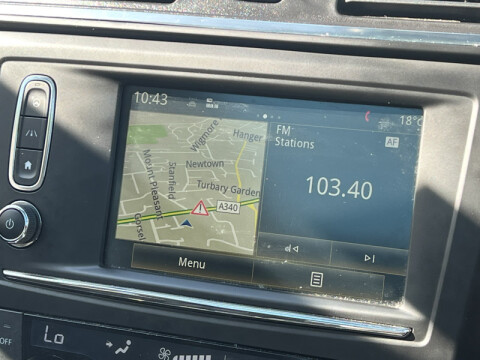 10:43
18°c
Wigmore
Hanger
Newtown
Mount Pleasant
Stanfield
Turbary Garden
A340
Gorsel
FM
Stations
AF
103.40
Menu
OFF
Lo